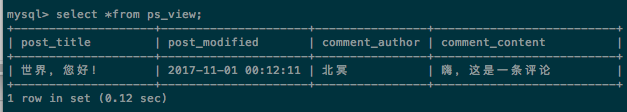 mysql> select *from ps_view;
+--------------------+---------------------+----------------+-----------------------------+
| post_title | post_modified | comment_author | comment_content |
+--------------------+---------------------+----------------+-----------------------------+
| 世界，您好！ | 2017-11-01 00:12:11 | 北冥 | 嗨，这是一条评论 |
+--------------------+---------------------+----------------+-----------------------------+
1 row in set (0.12 sec)